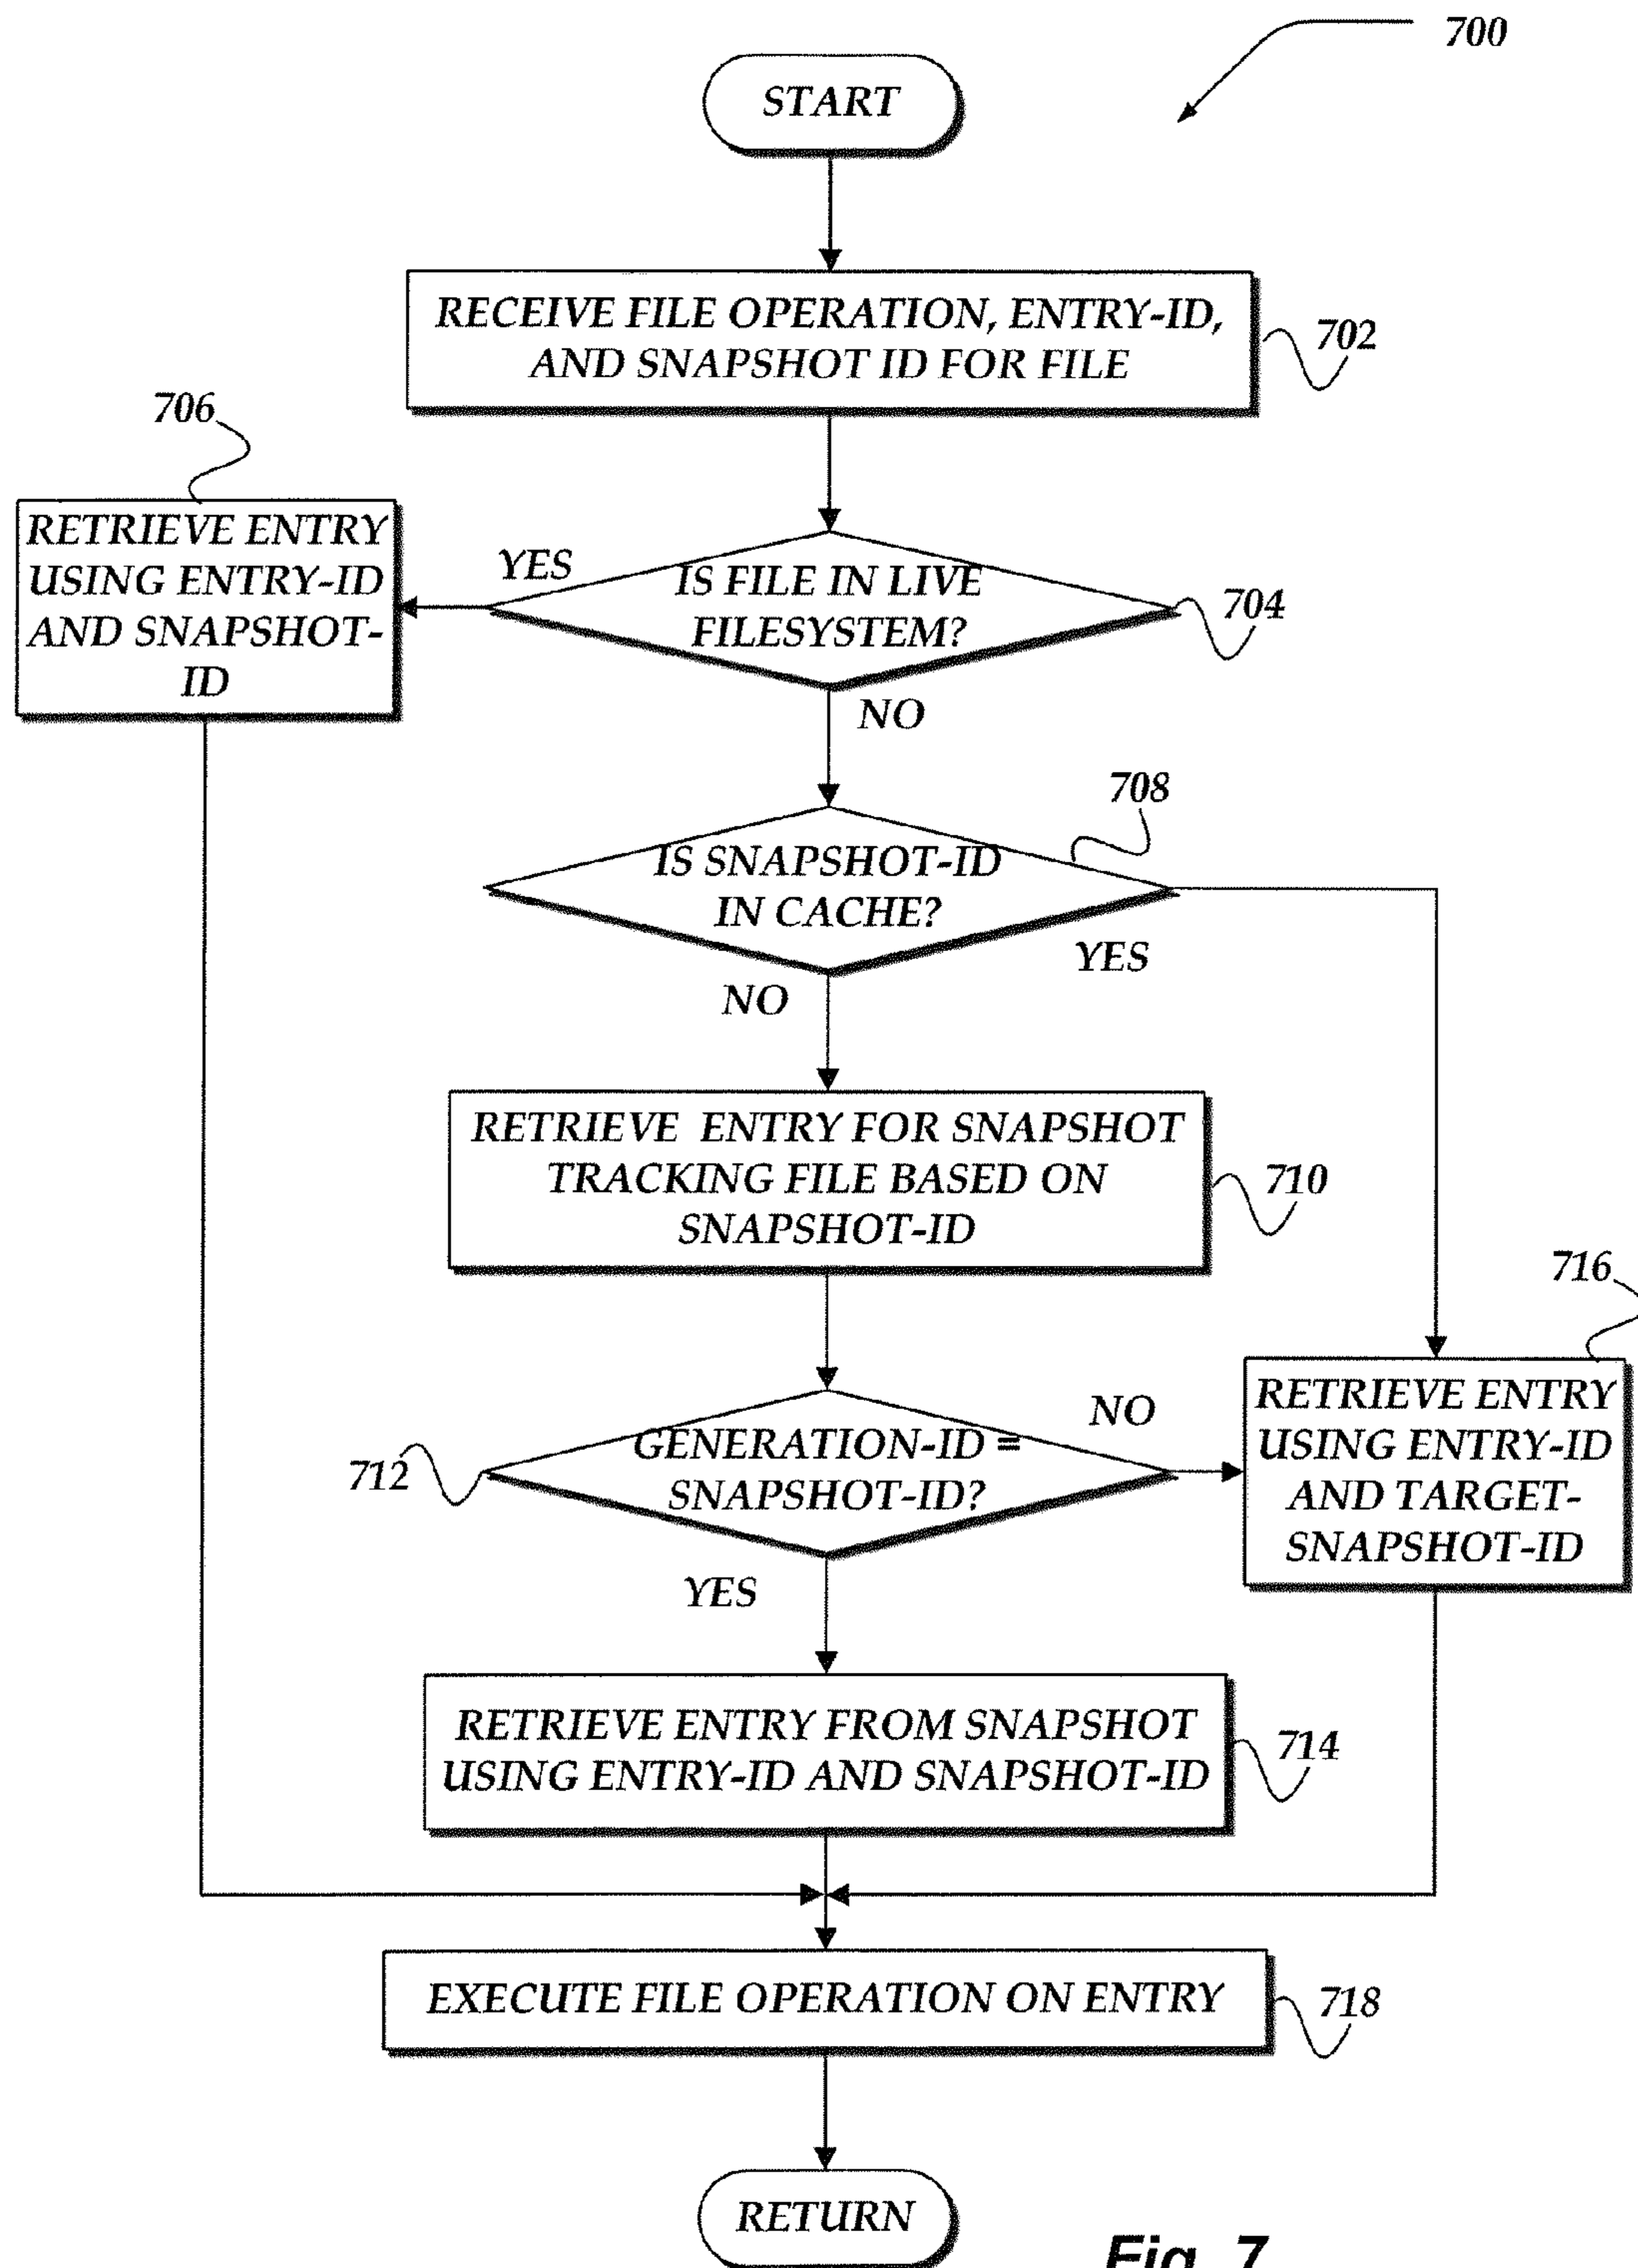 700
START
RECEIVE FILE OPERATION, ENTRY-ID,
AND SNAPSHOT ID FOR FILE
702
706
RETRIEVE ENTRY
USING ENTRY-ID
AND SNAPSHOT-
ID
YES
IS FILE IN LIVE
FILESYSTEM?
704
NO
708
IS SNAPSHOT-ID
IN CACHE?
YES
NO
RETRIEVE ENTRY FOR SNAPSHOT
TRACKING FILE BASED ON
SNAPSHOT-ID
710
716
RETRIEVE ENTRY
USING ENTRY-ID
AND TARGET-
SNAPSHOT-ID
NO
GENERATION-ID =
SNAPSHOT-ID?
712
YES
RETRIEVE ENTRY FROM SNAPSHOT
USING ENTRY-ID AND SNAPSHOT-ID
714
EXECUTE FILE OPERATION ON ENTRY
718
RETURN
Fig. 7